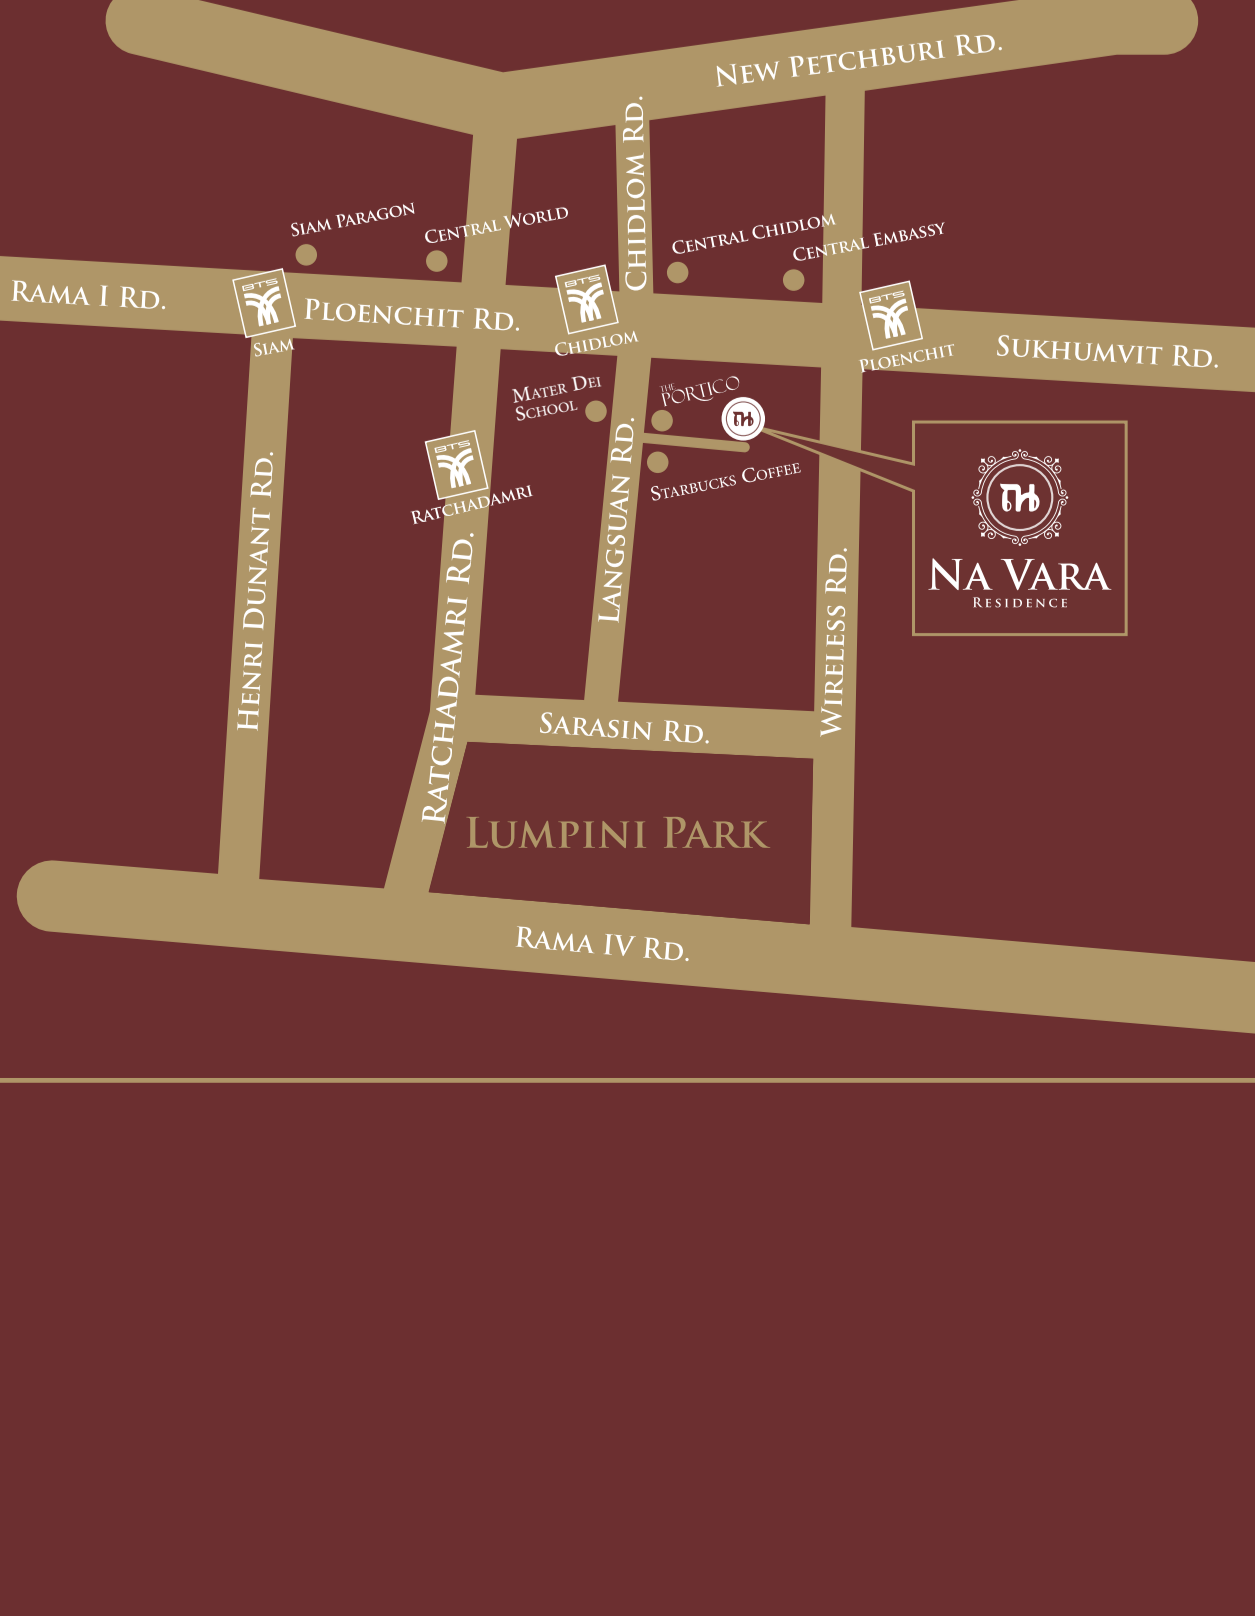 New Petchburi Rd.
Chidlom Rd.
Siam Paragon
Central World
Central Chidlom
Central Embassy
Rama I Rd.
BTS
Siam
Ploenchit Rd.
BTS
Chidlom
BTS
Ploenchit
Sukhumvit Rd.
Mater Dei
School
The
Portico
Starbucks Coffee
BTS
Ratchadamri
Henri Dunant Rd.
Ratchadamri Rd.
Langsuan Rd.
Wireless Rd.
Na Vara
Residence
Sarasin Rd.
Lumpini Park
Rama IV Rd.